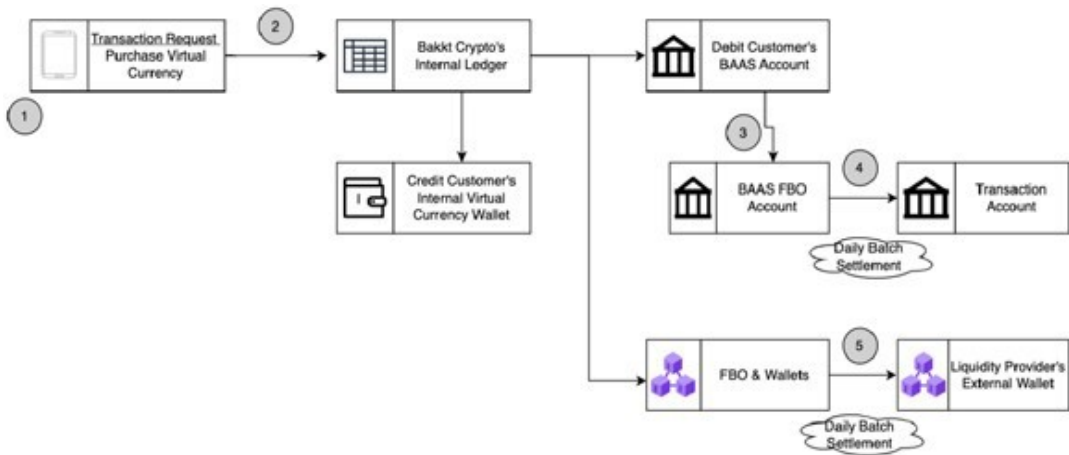 Transaction Request
Purchase Virtual
Currency
1
2
Bakkt Crypto's
Internal Ledger
Debit Customer's
BAAS Account
3
Credit Customer's
Internal Virtual
Currency Wallet
BAAS FBO
Account
4
Transaction
Account
Daily Batch
Settlement
FBO & Wallets
5
Liquidity Provider's
External Wallet
Daily Batch
Settlement